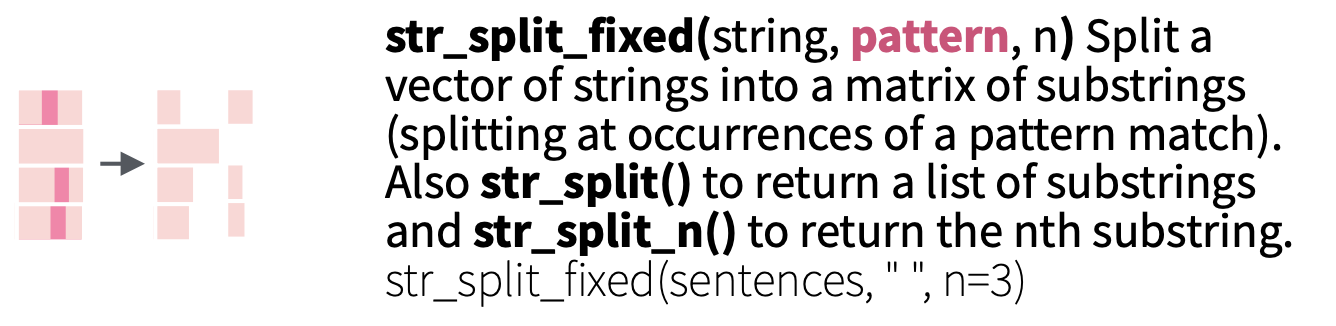 str_split_fixed(string, pattern, n) Split a
vector of strings into a matrix of substrings
(splitting at occurrences of a pattern match).
Also str_split() to return a list of substrings
and str_split_n() to return the nth substring.
str_split_fixed(sentences, " ", n=3)